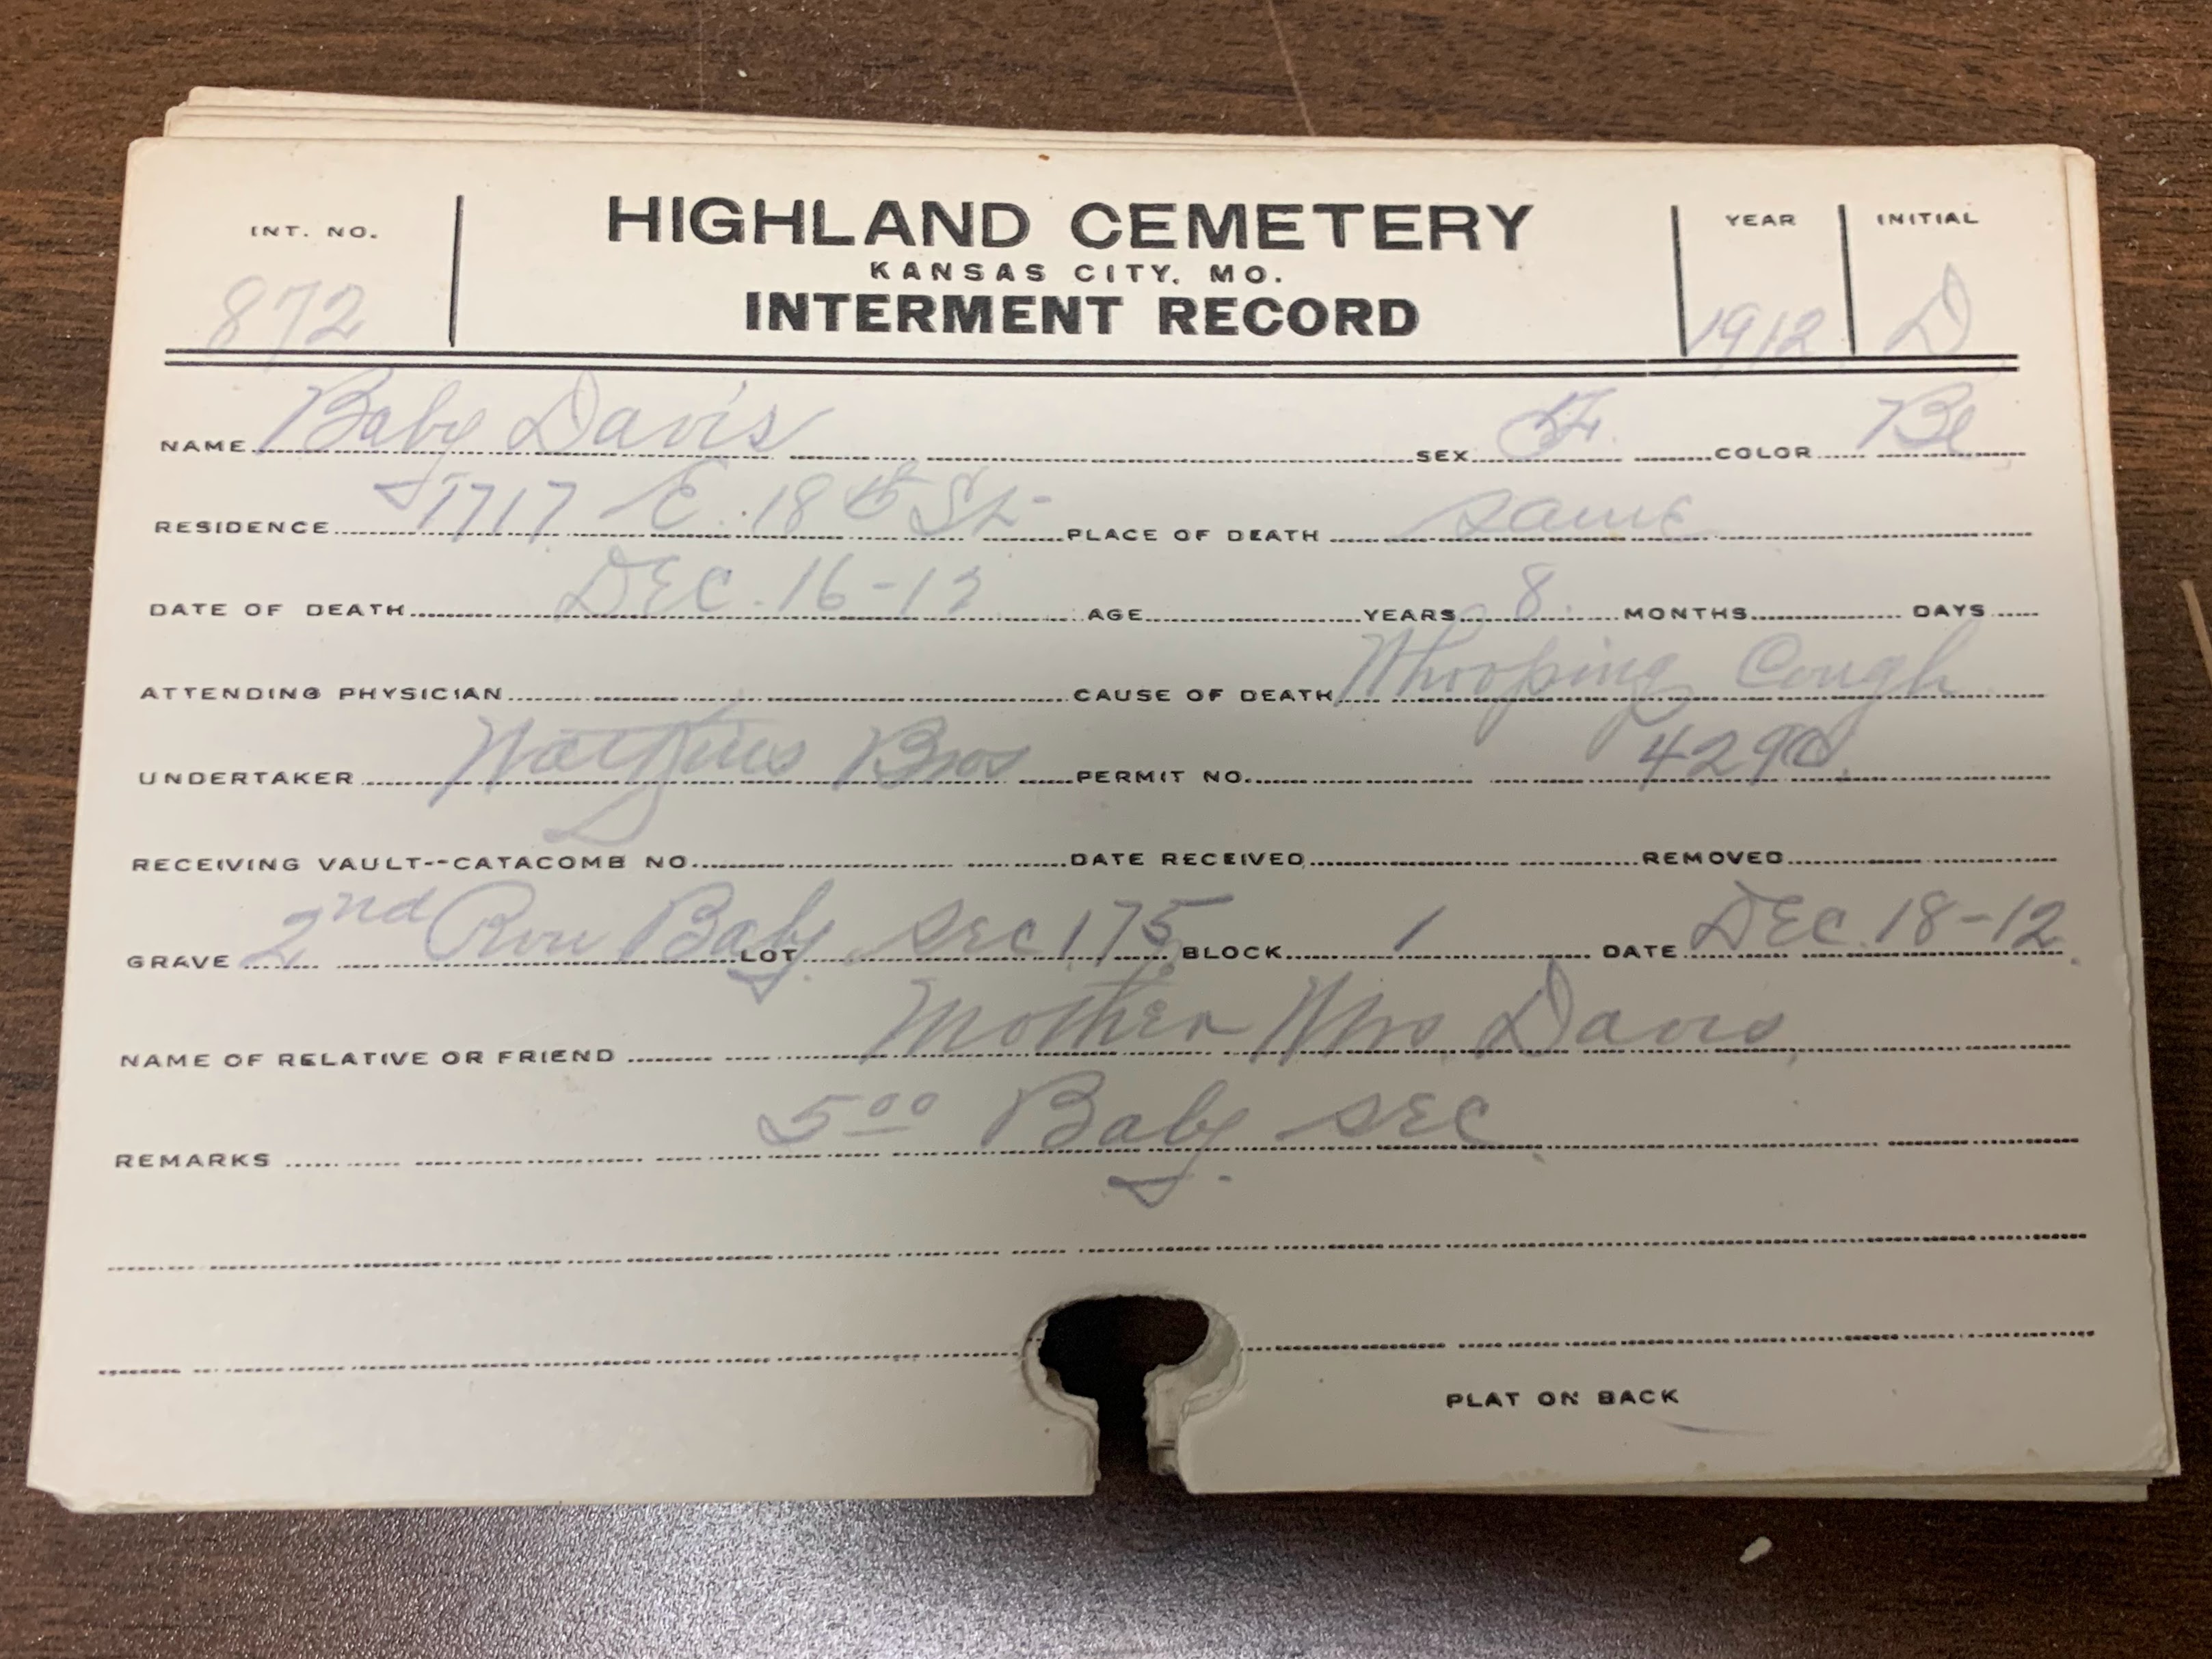 INT. NO. HIGHLAND CEMETERY YEAR INITIAL
KANSAS CITY, MO.
872 INTERMENT RECORD 1912 D
NAME Baby Davis SEX F. COLOR Bl
RESIDENCE 1717 E. 18th St- PLACE OF DEATH same
DATE OF DEATH DEC. 16-12 AGE YEARS 8 MONTHS DAYS
ATTENDING PHYSICIAN CAUSE OF DEATH Whooping Cough
UNDERTAKER Watkins Bros PERMIT NO.
RECEIVING VAULT--CATACOMB NO. DATE RECEIVED REMOVED
GRAVE 2nd Row Baby LOT Sec 175 BLOCK 1 DATE DEC. 18-12
NAME OF RELATIVE OR FRIEND Mother Mrs. Davis,
REMARKS 5 00 Baby SEC
PLAT ON BACK